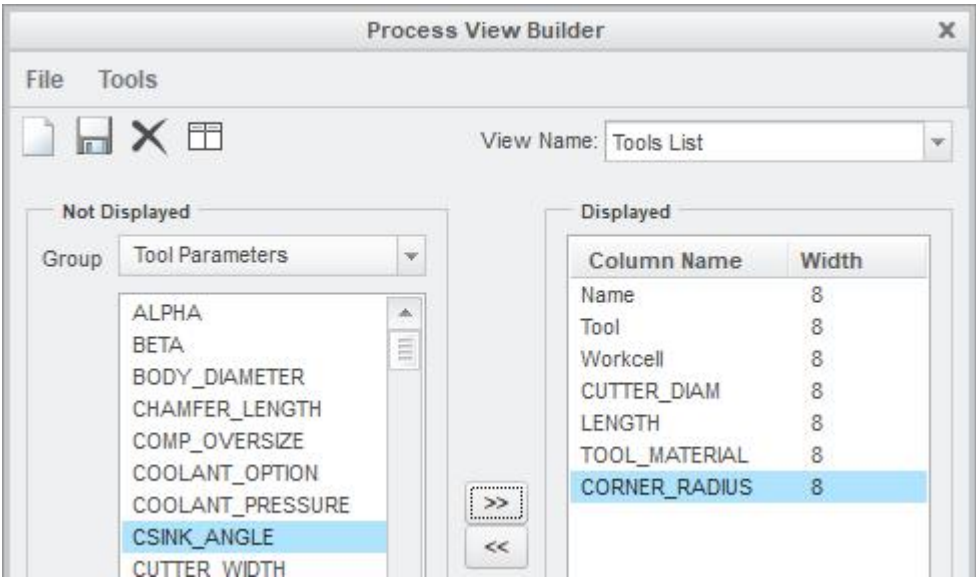 Process View Builder
File Tools
View Name: Tools List
Not Displayed
Group Tool Parameters
ALPHA
BETA
BODY_DIAMETER
CHAMFER_LENGTH
COMP_OVERSIZE
COOLANT_OPTION
COOLANT_PRESSURE
CSINK_ANGLE
CUTTER_WIDTH
>>
<<
Displayed
Column Name Width
Name 8
Tool 8
Workcell 8
CUTTER_DIAM 8
LENGTH 8
TOOL_MATERIAL 8
CORNER_RADIUS 8